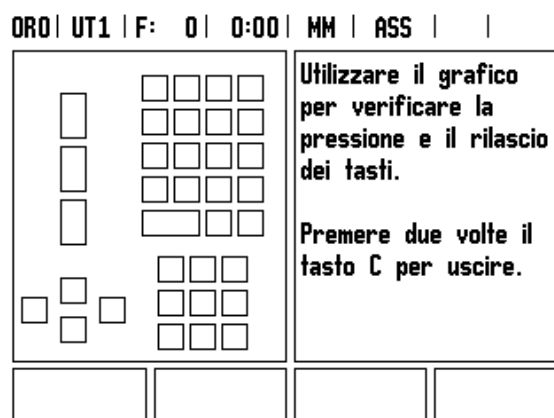 ORO| UT1 |F: 0| 0:00| MM | ASS | |
Utilizzare il grafico
per verificare la
pressione e il rilascio
dei tasti.
Premere due volte il
tasto C per uscire.